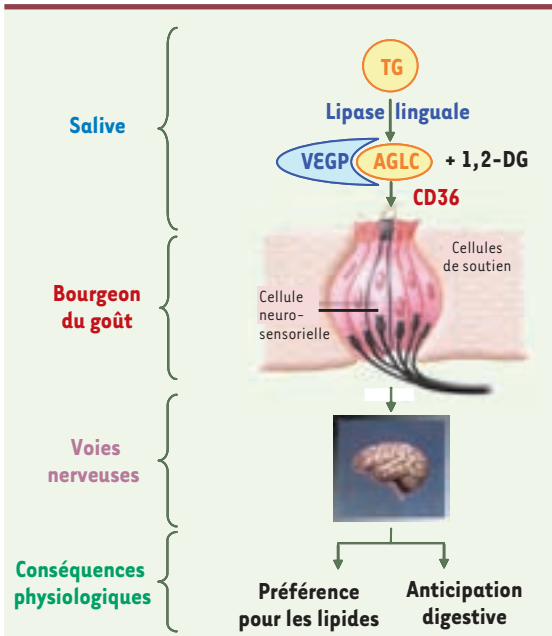 TG
Lipase linguale
Salive
VEGP AGLC + 1,2-DG
CD36
Cellules
de soutien
Bourgeon
du goût
Cellule
neuro-
sensorielle
Voies
nerveuses
Conséquences
physiologiques
Préférence
pour les lipides
Anticipation
digestive